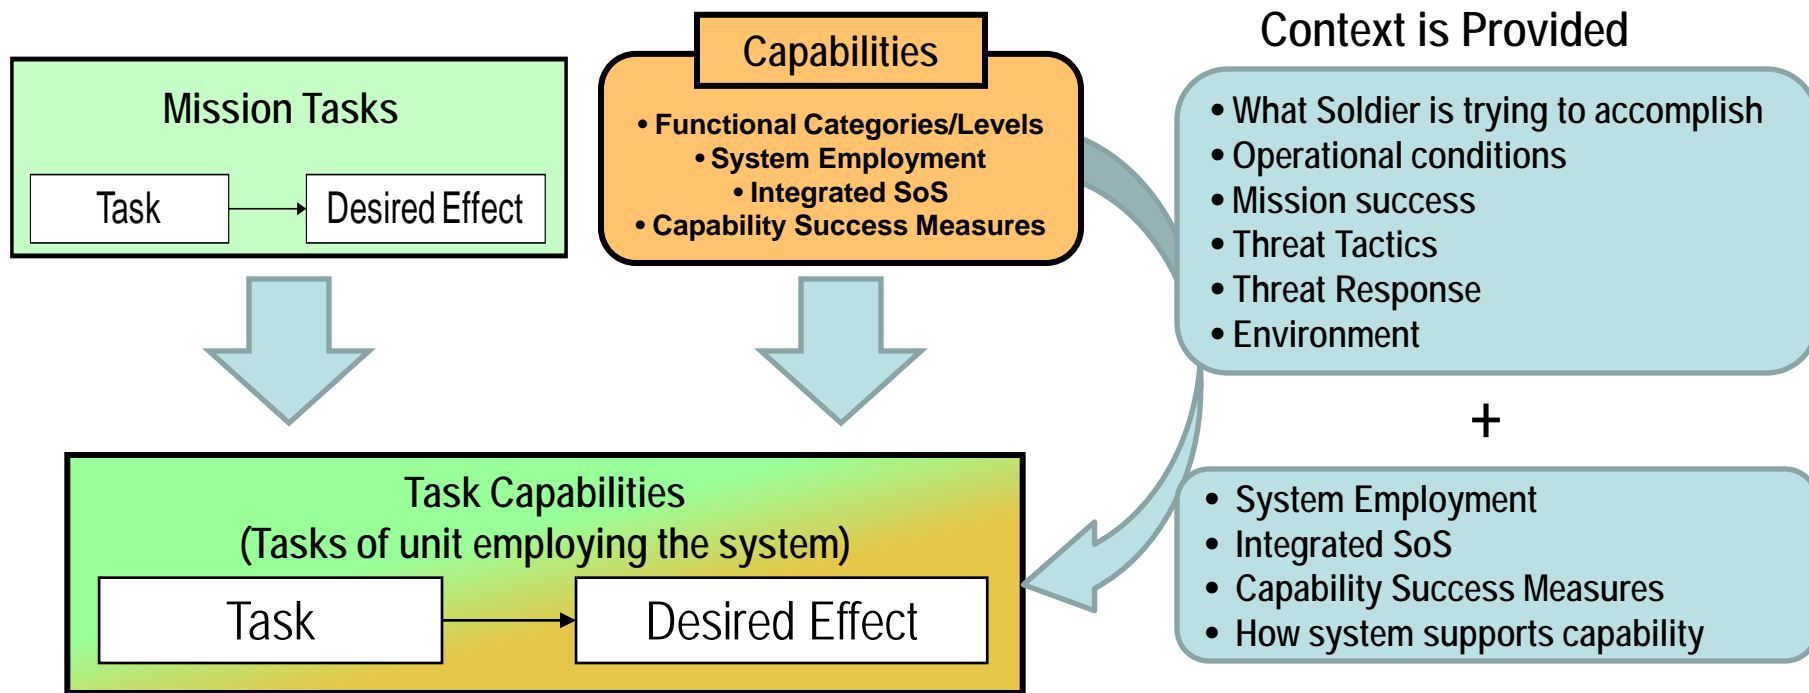 Mission Tasks
Task
Desired Effect
Capabilities
• Functional Categories/Levels
• System Employment
• Integrated SoS
• Capability Success Measures
Context is Provided
• What Soldier is trying to accomplish
• Operational conditions
• Mission success
• Threat Tactics
• Threat Response
• Environment
+
• System Employment
• Integrated SoS
• Capability Success Measures
• How system supports capability
Task Capabilities
(Tasks of unit employing the system)
Task
Desired Effect